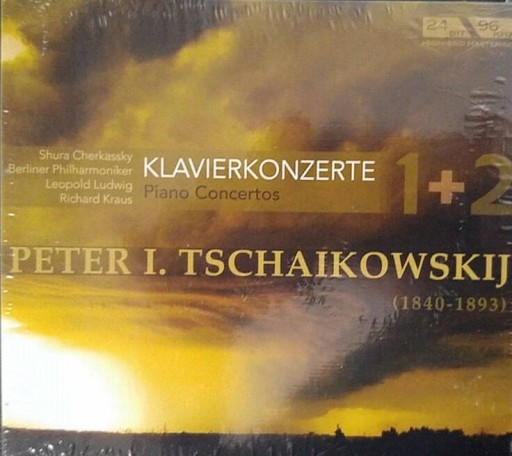 24 96
BIT
Shura Cherkassky
Berliner Philharmoniker
Leopold Ludwig
Richard Kraus
KLAVIERKONZERTE
Piano Concertos
1+2
PETER I. TSCHAIKOWSKIJ
(1840-1893)